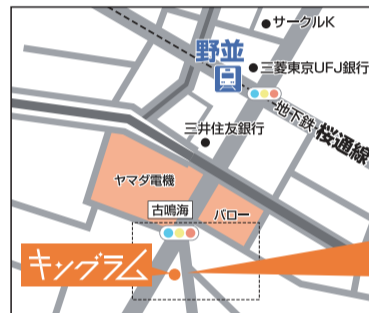 サークルK
野並
三菱東京UFJ銀行
地下鉄 桜通線
三井住友銀行
ヤマダ電機
古鳴海
バロー
キングラム